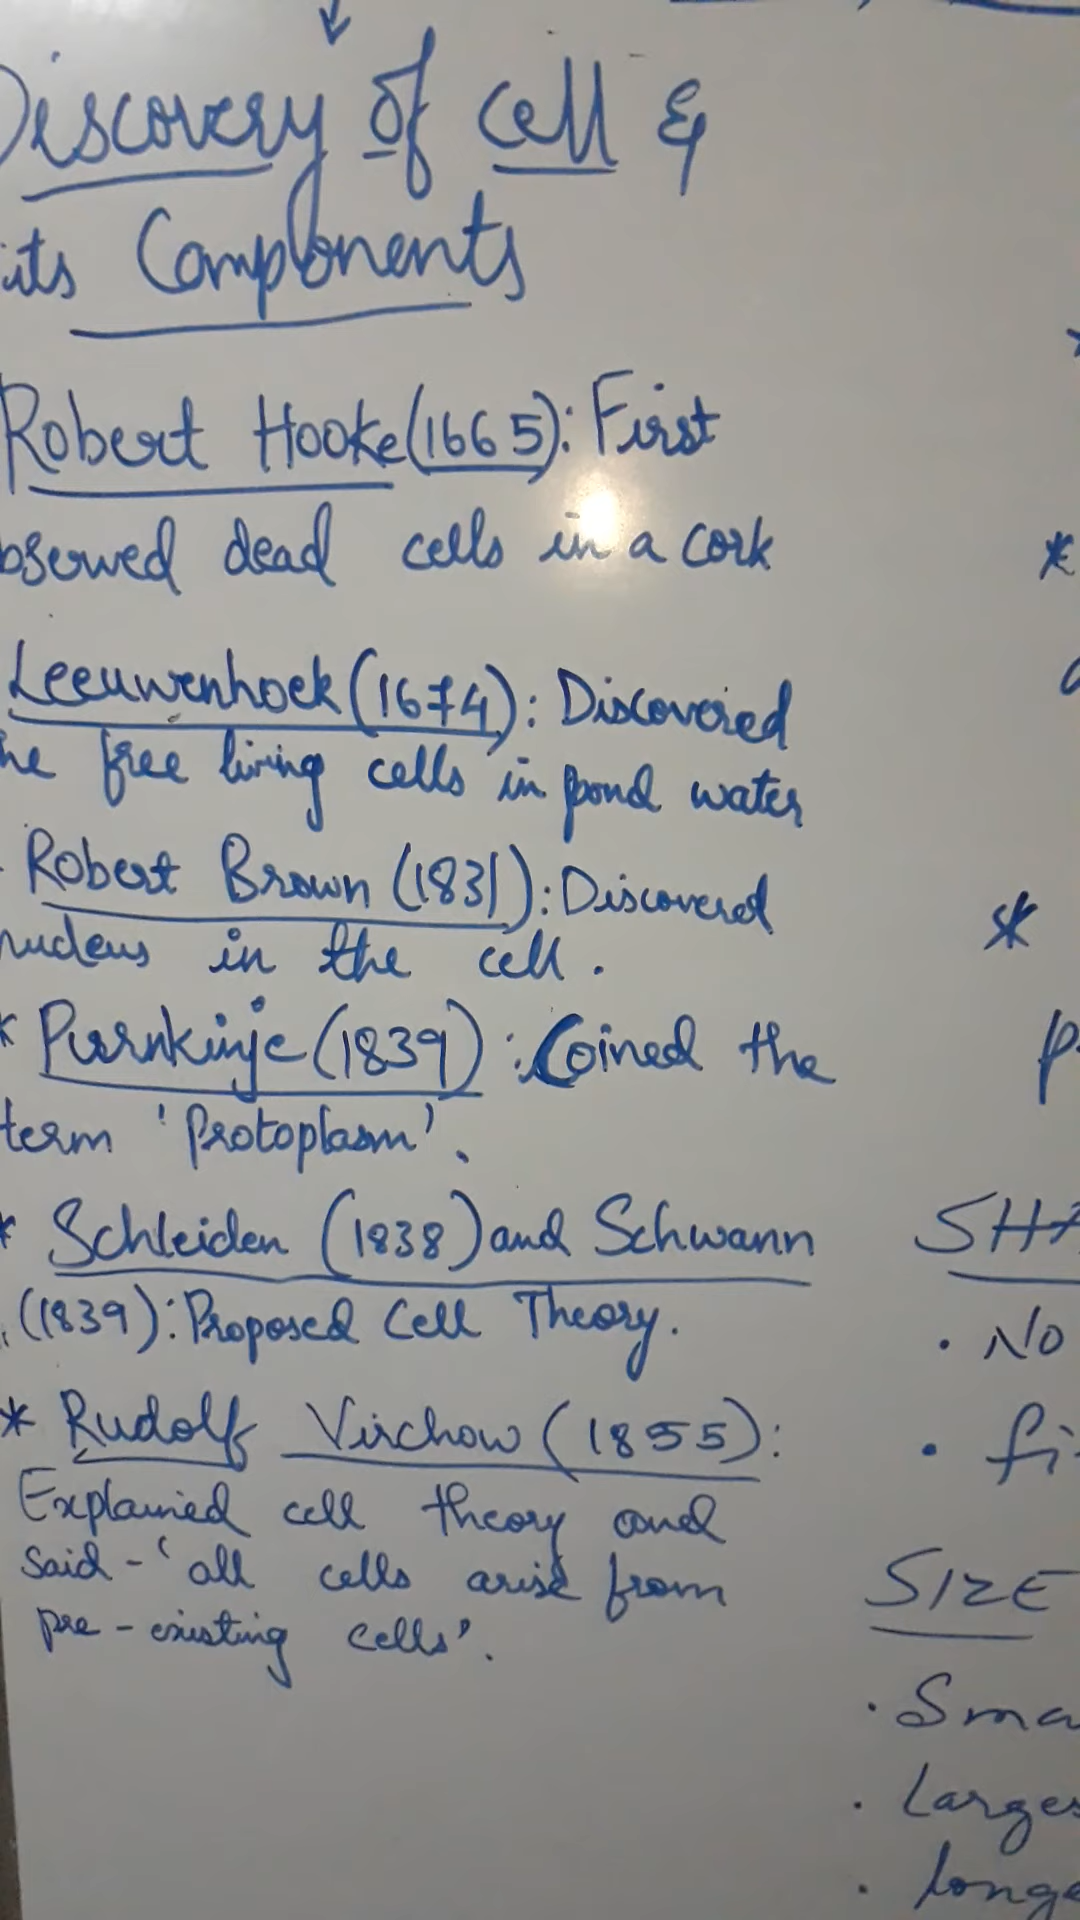 Discovery of cell &
its Components
Robert Hooke (1665): First
observed dead cells in a cork
Leeuwenhoek (1674): Discovered
the free living cells in pond water
Robert Brown (1831): Discovered
nucleus in the cell.
* Purnkinje (1839): Coined the
term 'Protoplasm'.
* Schleiden (1838) and Schwann
(1839): Proposed Cell Theory.
* Rudolf Virchow (1855):
Explained cell theory and
said - 'all cells arise from
pre-existing cells'.
*
*
*
SHA
. No
. fi
SIZE
. Sma
. Larges
. longe